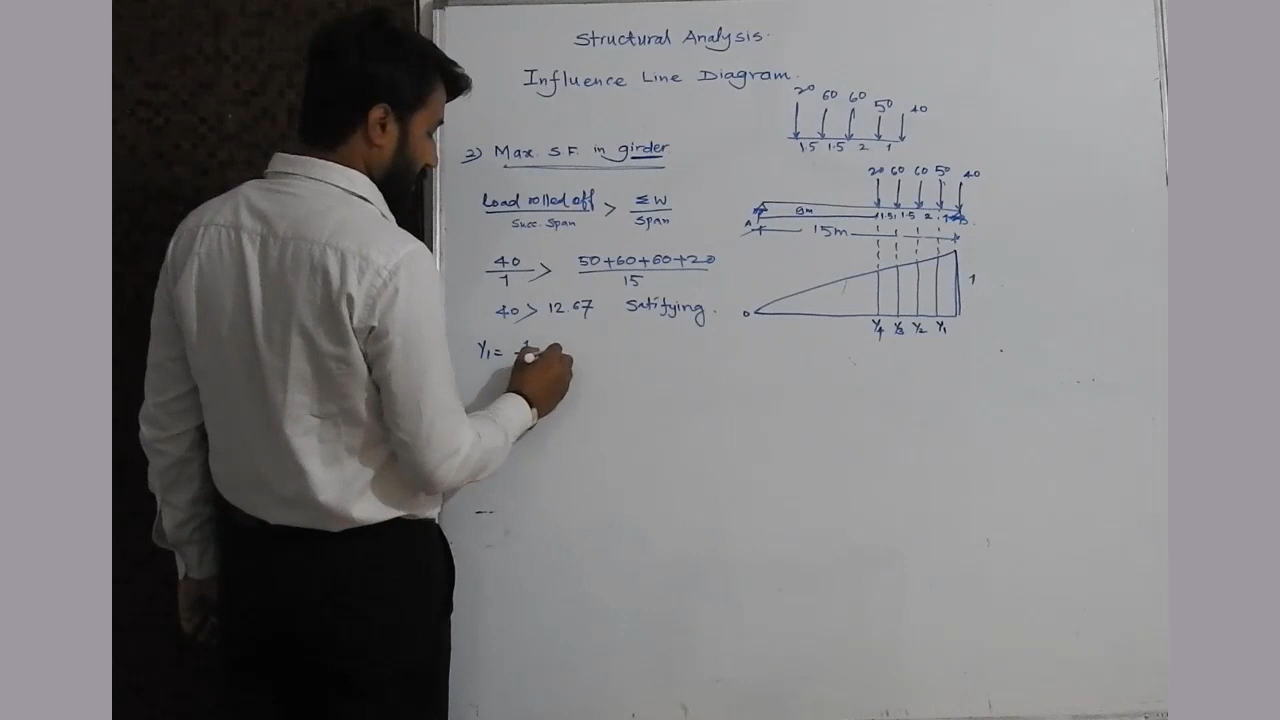 Structural Analysis.
Influence Line Diagram.
20 60 60 50 40
1.5 1.5 2 1
2) Max. S.F. in girder
Load rolled off / Succ. Span > ΣW / Span
40 / 1 > 50+60+60+20 / 15
40 > 12.67 Satifying.
Y1 =
20 60 60 50 40
9m 1.5 1.5 2 1
A B
15m
0 1
Y4 Y3 Y2 Y1